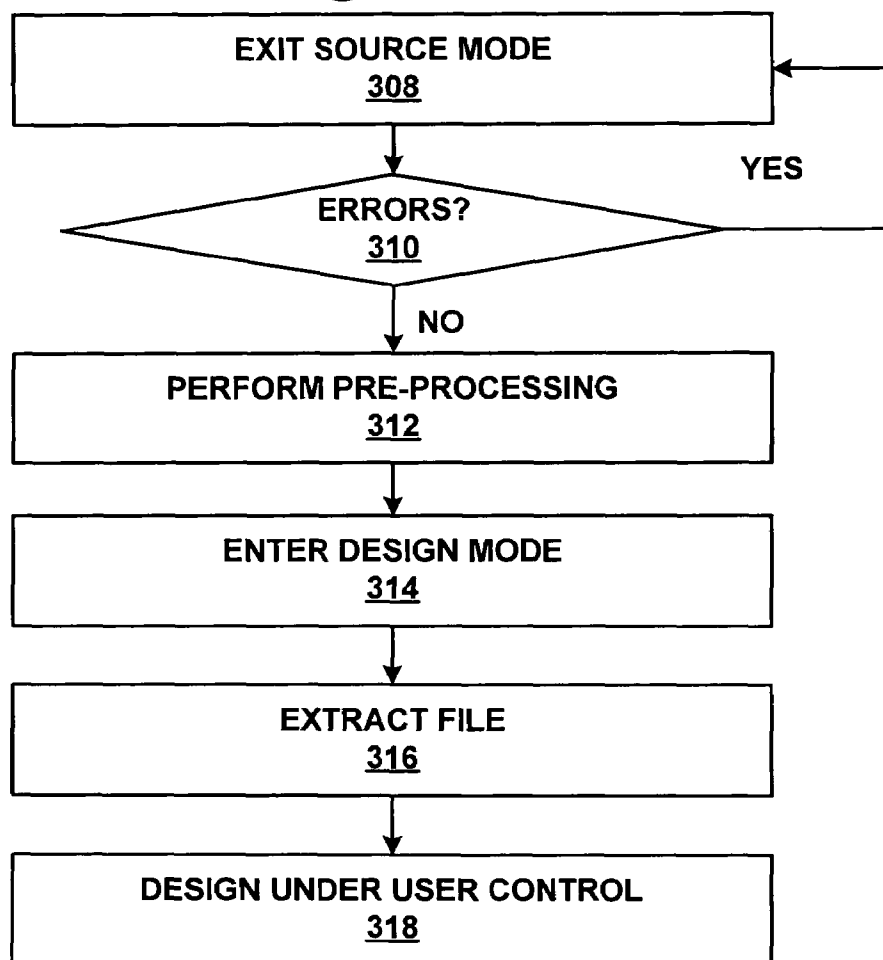 EXIT SOURCE MODE
308
YES
ERRORS?
310
NO
PERFORM PRE-PROCESSING
312
ENTER DESIGN MODE
314
EXTRACT FILE
316
DESIGN UNDER USER CONTROL
318